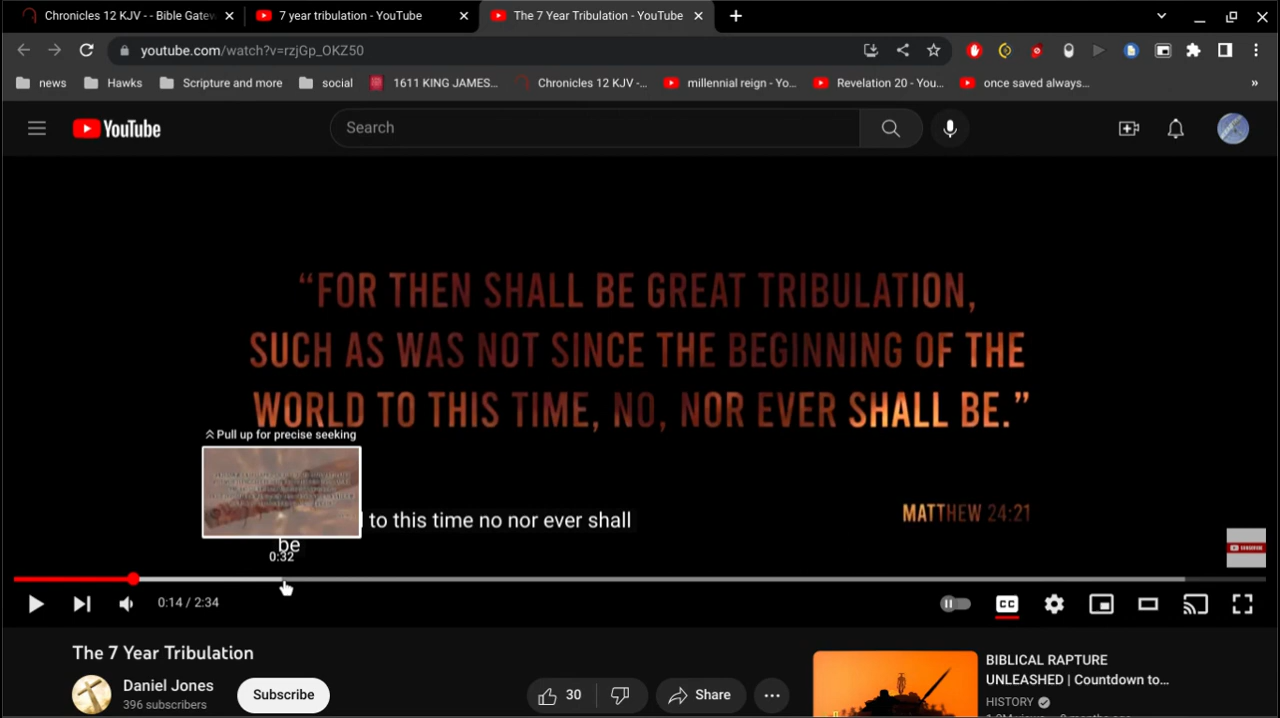 Chronicles 12 KJV - - Bible Gatew
7 year tribulation - YouTube
The 7 Year Tribulation - YouTube
youtube.com/watch?v=rzjGp_OKZ50
news
Hawks
Scripture and more
social
1611 KING JAMES...
Chronicles 12 KJV -...
millennial reign - Yo...
Revelation 20 - You...
once saved always...
»
YouTube
Search
“FOR THEN SHALL BE GREAT TRIBULATION,
SUCH AS WAS NOT SINCE THE BEGINNING OF THE
WORLD TO THIS TIME, NO, NOR EVER SHALL BE.”
Pull up for precise seeking
MATTHEW 24:21
to this time no nor ever shall
be
0:32
SUBSCRIBE
0:14 / 2:34
CC
The 7 Year Tribulation
Daniel Jones
396 subscribers
Subscribe
30
Share
BIBLICAL RAPTURE
UNLEASHED | Countdown to...
HISTORY